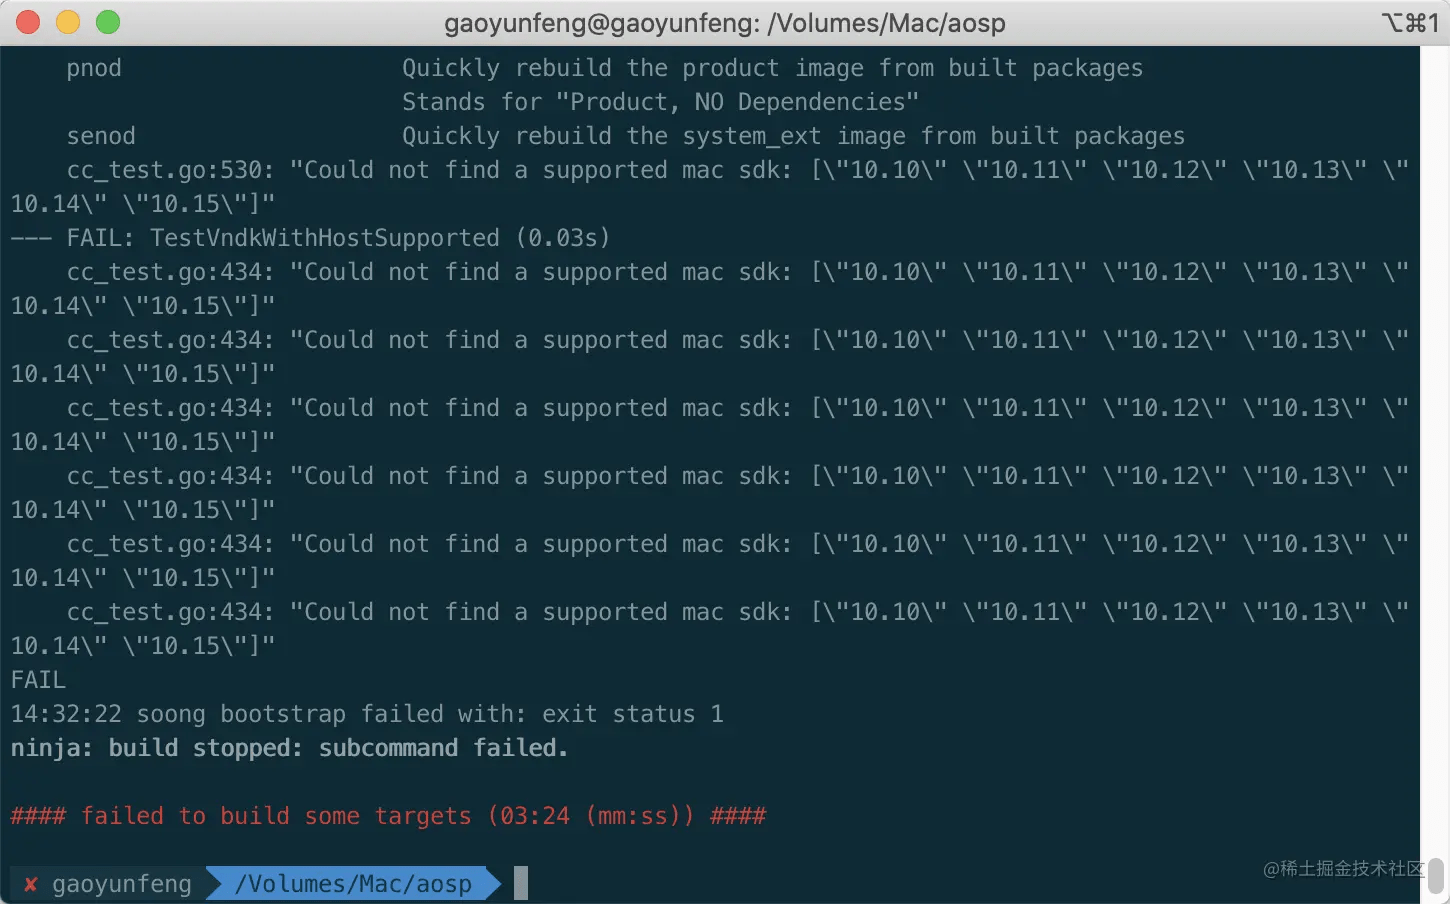 gaoyunfeng@gaoyunfeng: /Volumes/Mac/aosp ⌥⌘1
pnod Quickly rebuild the product image from built packages
Stands for "Product, NO Dependencies"
senod Quickly rebuild the system_ext image from built packages
cc_test.go:530: "Could not find a supported mac sdk: [\"10.10\" \"10.11\" \"10.12\" \"10.13\" \"
10.14\" \"10.15\"]"
--- FAIL: TestVndkWithHostSupported (0.03s)
cc_test.go:434: "Could not find a supported mac sdk: [\"10.10\" \"10.11\" \"10.12\" \"10.13\" \"
10.14\" \"10.15\"]"
cc_test.go:434: "Could not find a supported mac sdk: [\"10.10\" \"10.11\" \"10.12\" \"10.13\" \"
10.14\" \"10.15\"]"
cc_test.go:434: "Could not find a supported mac sdk: [\"10.10\" \"10.11\" \"10.12\" \"10.13\" \"
10.14\" \"10.15\"]"
cc_test.go:434: "Could not find a supported mac sdk: [\"10.10\" \"10.11\" \"10.12\" \"10.13\" \"
10.14\" \"10.15\"]"
cc_test.go:434: "Could not find a supported mac sdk: [\"10.10\" \"10.11\" \"10.12\" \"10.13\" \"
10.14\" \"10.15\"]"
cc_test.go:434: "Could not find a supported mac sdk: [\"10.10\" \"10.11\" \"10.12\" \"10.13\" \"
10.14\" \"10.15\"]"
FAIL
14:32:22 soong bootstrap failed with: exit status 1
ninja: build stopped: subcommand failed.
#### failed to build some targets (03:24 (mm:ss)) ####
✘ gaoyunfeng /Volumes/Mac/aosp
@稀土掘金技术社区